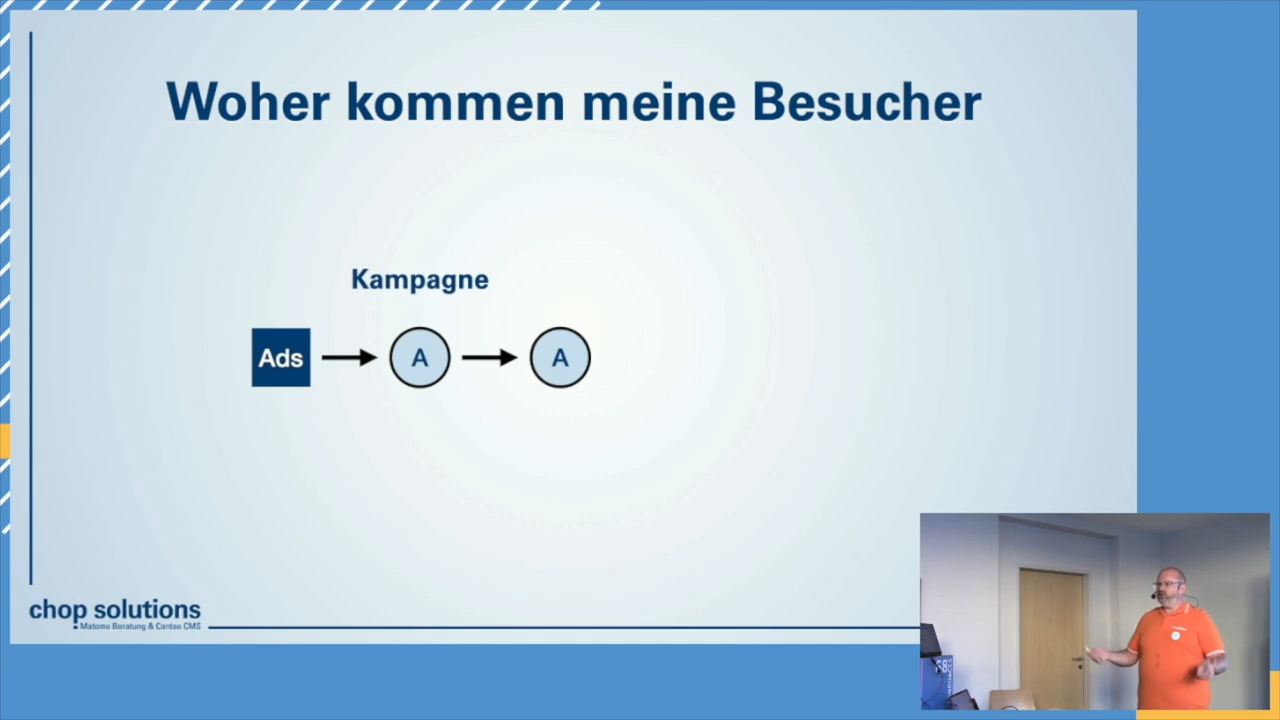 Woher kommen meine Besucher
Kampagne
Ads
A
A
chop solutions
Matomo Beratung & Contao CMS